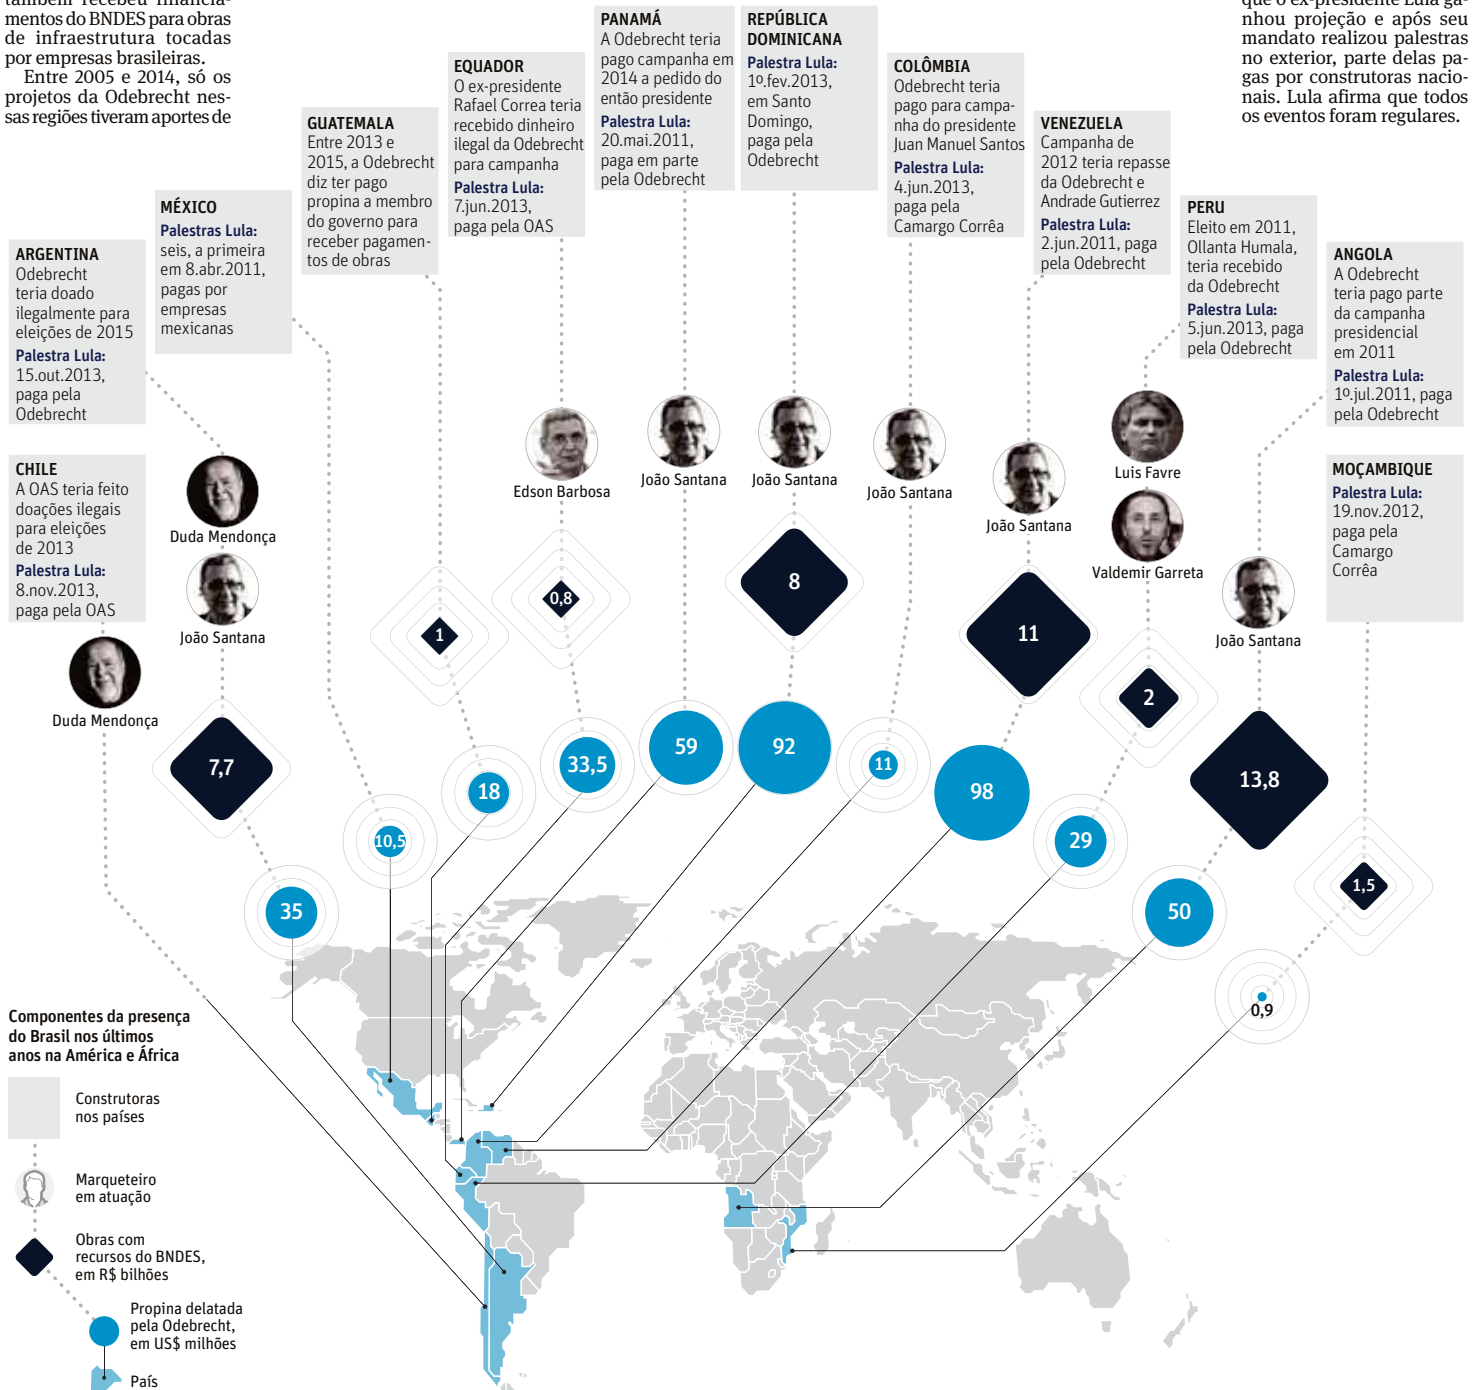 também recebeu financia-
mentos do BNDES para obras
de infraestrutura tocadas
por empresas brasileiras.
Entre 2005 e 2014, só os
projetos da Odebrecht nes-
sas regiões tiveram aportes de
que o ex-presidente Lula ga-
nhou projeção e após seu
mandato realizou palestras
no exterior, parte delas pa-
gas por construtoras nacio-
nais. Lula afirma que todos
os eventos foram regulares.
CHILE
A OAS teria feito
doações ilegais
para eleições
de 2013
Palestra Lula:
8.nov.2013,
paga pela OAS
Duda Mendonça
ARGENTINA
Odebrecht
teria doado
ilegalmente para
eleições de 2015
Palestra Lula:
15.out.2013,
paga pela
Odebrecht
Duda Mendonça
João Santana
7,7
35
MÉXICO
Palestras Lula:
seis, a primeira
em 8.abr.2011,
pagas por
empresas
mexicanas
10,5
GUATEMALA
Entre 2013 e
2015, a Odebrecht
diz ter pago
propina a membro
do governo para
receber pagamen-
tos de obras
1
18
EQUADOR
O ex-presidente
Rafael Correa teria
recebido dinheiro
ilegal da Odebrecht
para campanha
Palestra Lula:
7.jun.2013,
paga pela OAS
Edson Barbosa
0,8
33,5
PANAMÁ
A Odebrecht teria
pago campanha em
2014 a pedido do
então presidente
Palestra Lula:
20.mai.2011,
paga em parte
pela Odebrecht
João Santana
59
REPÚBLICA
DOMINICANA
Palestra Lula:
1º.fev.2013,
em Santo
Domingo,
paga pela
Odebrecht
João Santana
8
92
COLÔMBIA
Odebrecht teria
pago para campa-
nha do presidente
Juan Manuel Santos
Palestra Lula:
4.jun.2013,
paga pela
Camargo Corrêa
João Santana
11
VENEZUELA
Campanha de
2012 teria repasse
da Odebrecht e
Andrade Gutierrez
Palestra Lula:
2.jun.2011, paga
pela Odebrecht
João Santana
11
98
PERU
Eleito em 2011,
Ollanta Humala,
teria recebido
da Odebrecht
Palestra Lula:
5.jun.2013, paga
pela Odebrecht
Luis Favre
Valdemir Garreta
2
29
ANGOLA
A Odebrecht
teria pago parte
da campanha
presidencial
em 2011
Palestra Lula:
1º.jul.2011, paga
pela Odebrecht
João Santana
13,8
50
MOÇAMBIQUE
Palestra Lula:
19.nov.2012,
paga pela
Camargo
Corrêa
1,5
0,9
Componentes da presença
do Brasil nos últimos
anos na América e África
Construtoras
nos países
Marqueteiro
em atuação
Obras com
recursos do BNDES,
em R$ bilhões
Propina delatada
pela Odebrecht,
em US$ milhões
País